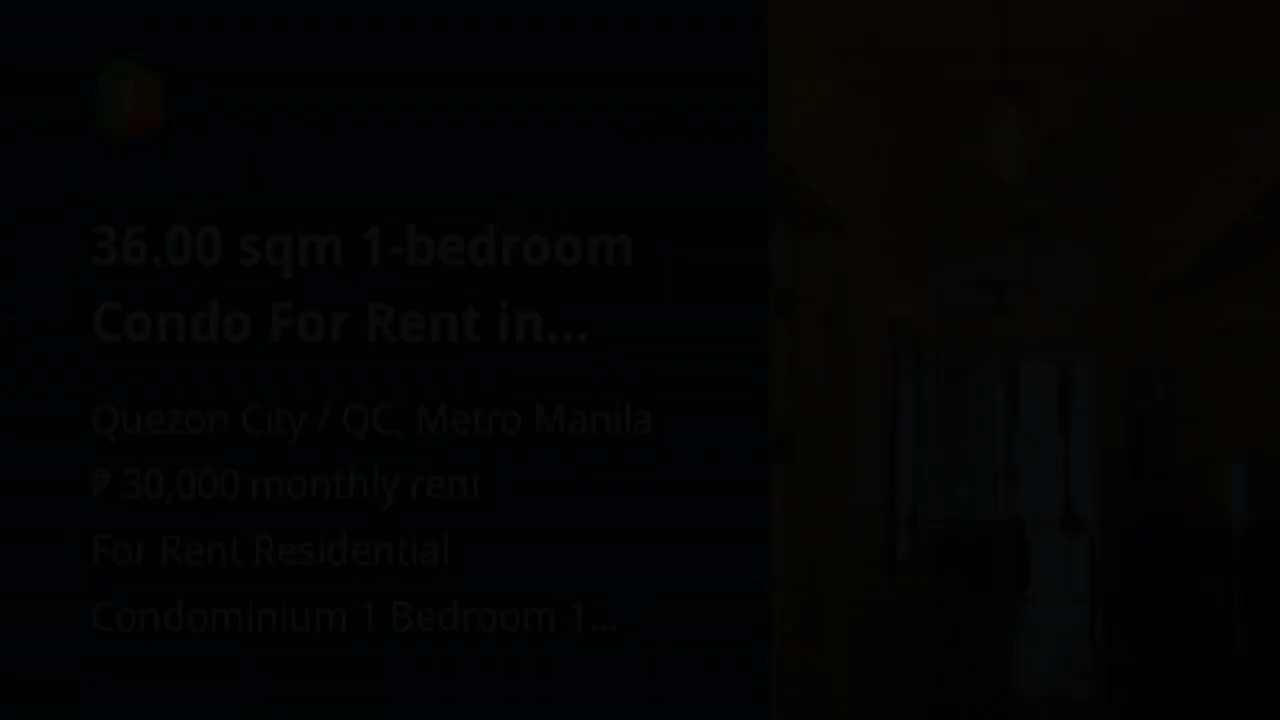 36.00 sqm 1-bedroom
Condo For Rent in...
Quezon City / QC, Metro Manila
₱ 30,000 monthly rent
For Rent Residential
Condominium 1 Bedroom 1...